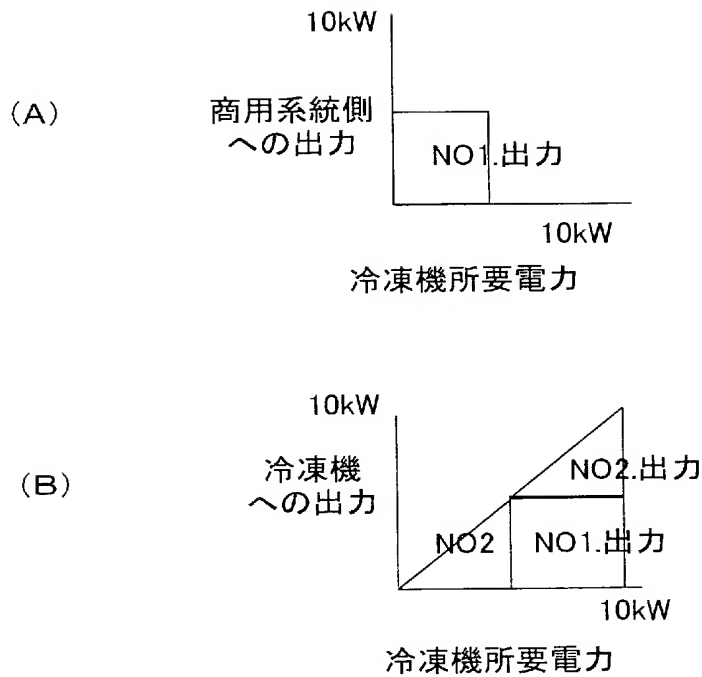 10kW
(A)
商用系統側
への出力
NO1.出力
10kW
冷凍機所要電力
10kW
(B)
冷凍機
への出力
NO2.出力
NO2
NO1.出力
10kW
冷凍機所要電力